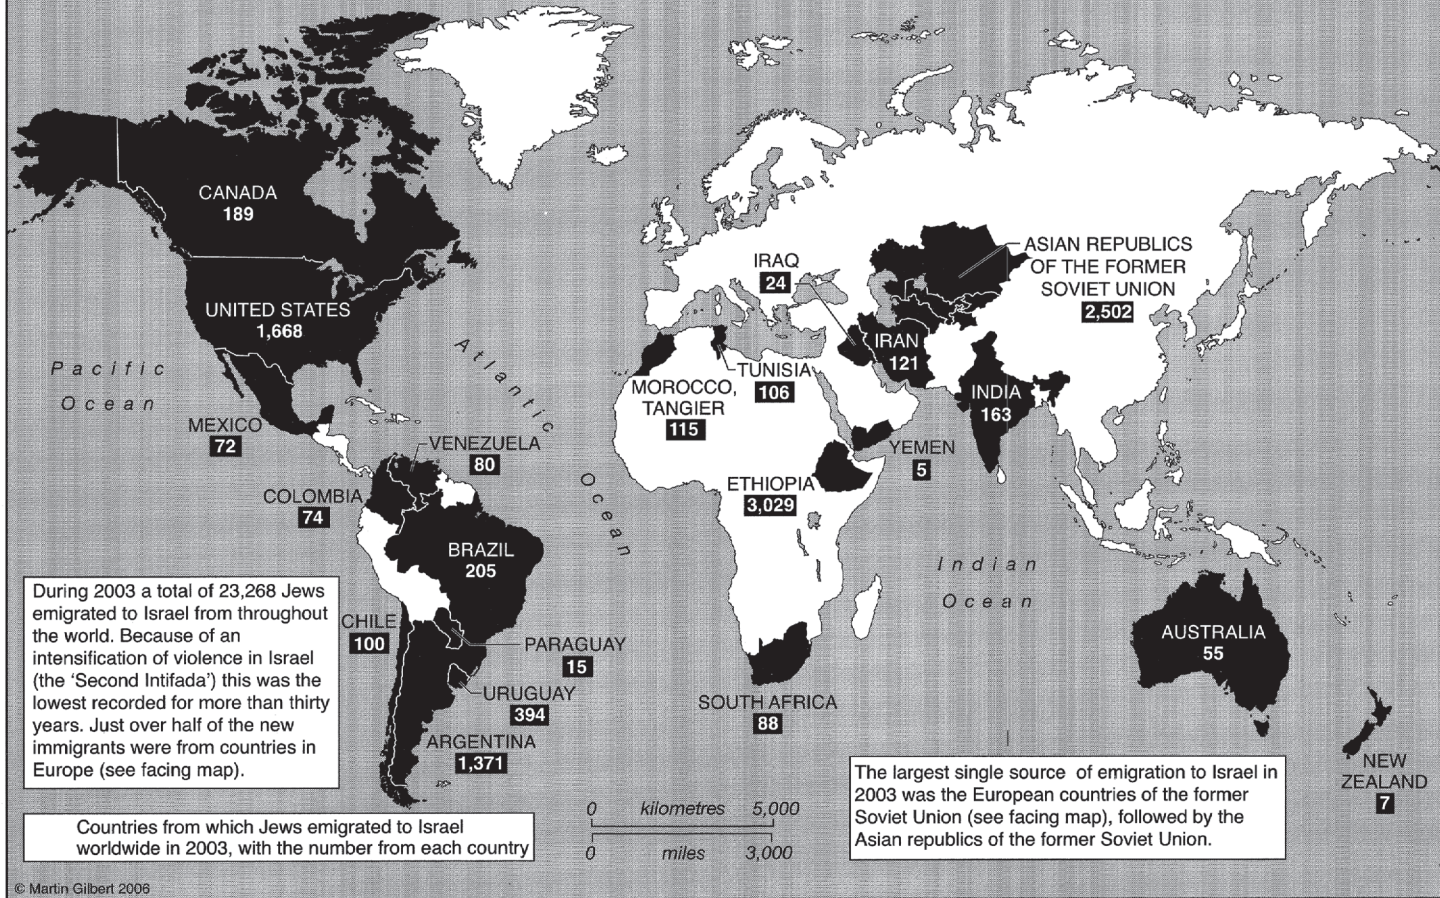 CANADA
189
UNITED STATES
1,668
Pacific
Ocean
Atlantic
Ocean
MEXICO
72
VENEZUELA
80
COLOMBIA
74
BRAZIL
205
CHILE
100
PARAGUAY
15
URUGUAY
394
ARGENTINA
1,371
IRAQ
24
ASIAN REPUBLICS
OF THE FORMER
SOVIET UNION
2,502
IRAN
121
TUNISIA
106
MOROCCO,
TANGIER
115
INDIA
163
YEMEN
5
ETHIOPIA
3,029
Indian
Ocean
SOUTH AFRICA
88
AUSTRALIA
55
NEW
ZEALAND
7
During 2003 a total of 23,268 Jews
emigrated to Israel from throughout
the world. Because of an
intensification of violence in Israel
(the ‘Second Intifada’) this was the
lowest recorded for more than thirty
years. Just over half of the new
immigrants were from countries in
Europe (see facing map).
Countries from which Jews emigrated to Israel
worldwide in 2003, with the number from each country
0 kilometres 5,000
0 miles 3,000
The largest single source of emigration to Israel in
2003 was the European countries of the former
Soviet Union (see facing map), followed by the
Asian republics of the former Soviet Union.
© Martin Gilbert 2006